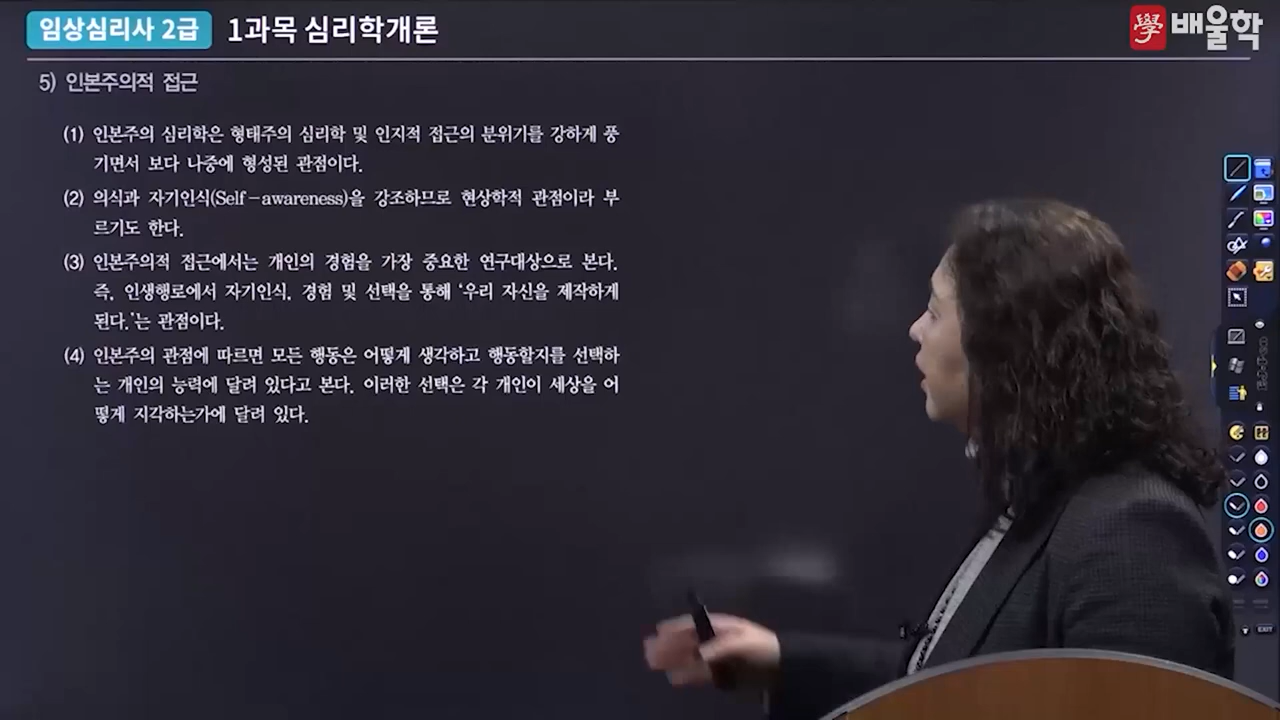 임상심리사 2급 1과목 심리학개론
學 배울학
5) 인본주의적 접근
(1) 인본주의 심리학은 형태주의 심리학 및 인지적 접근의 분위기를 강하게 풍
기면서 보다 나중에 형성된 관점이다.
(2) 의식과 자기인식(Self-awareness)을 강조하므로 현상학적 관점이라 부
르기도 한다.
(3) 인본주의적 접근에서는 개인의 경험을 가장 중요한 연구대상으로 본다.
즉, 인생행로에서 자기인식, 경험 및 선택을 통해 '우리 자신을 제작하게
된다.'는 관점이다.
(4) 인본주의 관점에 따르면 모든 행동은 어떻게 생각하고 행동할지를 선택하
는 개인의 능력에 달려 있다고 본다. 이러한 선택은 각 개인이 세상을 어
떻게 지각하는가에 달려 있다.
EXIT